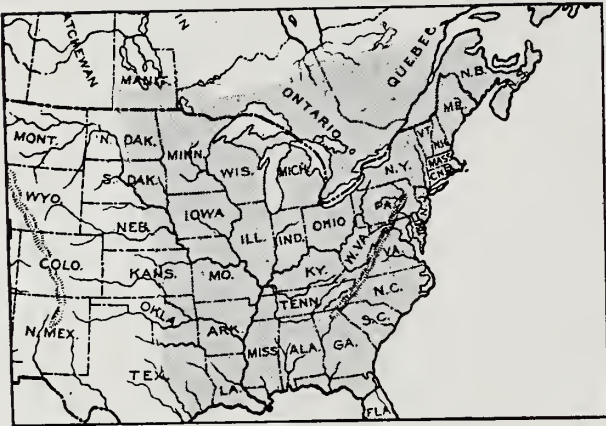 ATCHEWAN
IN
MANIT.
ONTARIO
QUEBEC
N.B.
ME.
MONT.
N. DAK.
MINN.
WIS.
MICH.
N.Y.
VT.
N.H.
MASS
WYO.
S. DAK.
IOWA
PA.
N.J.
NEB.
ILL.
IND.
OHIO
W.VA.
VA.
COLO.
KANS.
MO.
KY.
N.C.
TENN.
OKLA.
ARK.
S.C.
N. MEX.
MISS
ALA.
GA.
TEX.
LA.
FLA.